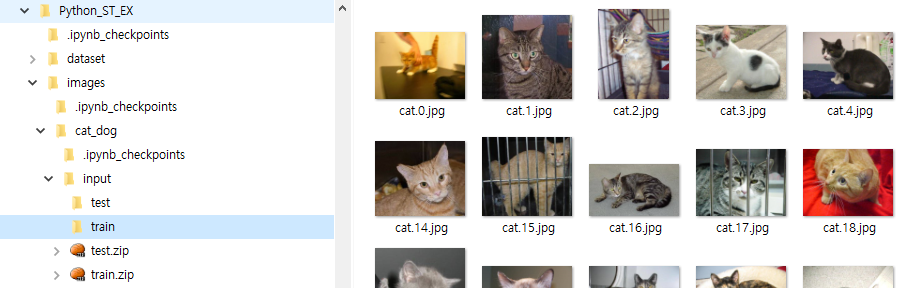 Python_ST_EX
.ipynb_checkpoints
dataset
images
.ipynb_checkpoints
cat_dog
.ipynb_checkpoints
input
test
train
test.zip
train.zip
cat.0.jpg
cat.1.jpg
cat.2.jpg
cat.3.jpg
cat.4.jpg
cat.14.jpg
cat.15.jpg
cat.16.jpg
cat.17.jpg
cat.18.jpg